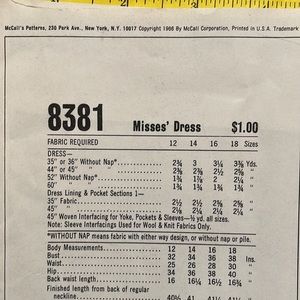 McCall's Patterns, 230 Park Ave., New York, N.Y. 10017 Copyright 1966 By McCall Corporation, Printed in U.S.A. Trademark
8381 Misses' Dress $1.00
FABRIC REQUIRED 12 14 16 18 Sizes
DRESS—
35" or 36" Without Nap* 2¾ 3 3¼ 3⅜ Yds.
44" or 45" " " 2⅜ 2⅜ 2½ 2⅝ "
52" Without Nap* 1¾ 1⅞ 2 2¼ "
60" " " 1¾ 1¾ 1¾ 1¾ "
Dress Lining & Pocket Sections 1—
35" Fabric 2½ 2½ 2⅝ 2⅝ "
45" " 2⅛ 2¼ 2¼ 2¼ "
45" Woven Interfacing for Yoke, Pockets & Sleeves—½ yd. all sizes.
Note: Sleeve Interfacings Used for Wool & Knit Fabrics Only.
*WITHOUT NAP means fabric with either way design, or without nap or pile.
Body Measurements 12 14 16 18
Bust 32 34 36 38 Ins.
Waist 25 26 28 30 "
Hip 34 36 38 40 "
Back waist length 16 16¼ 16½ 16¾ "
Finished length from back of regular
neckline